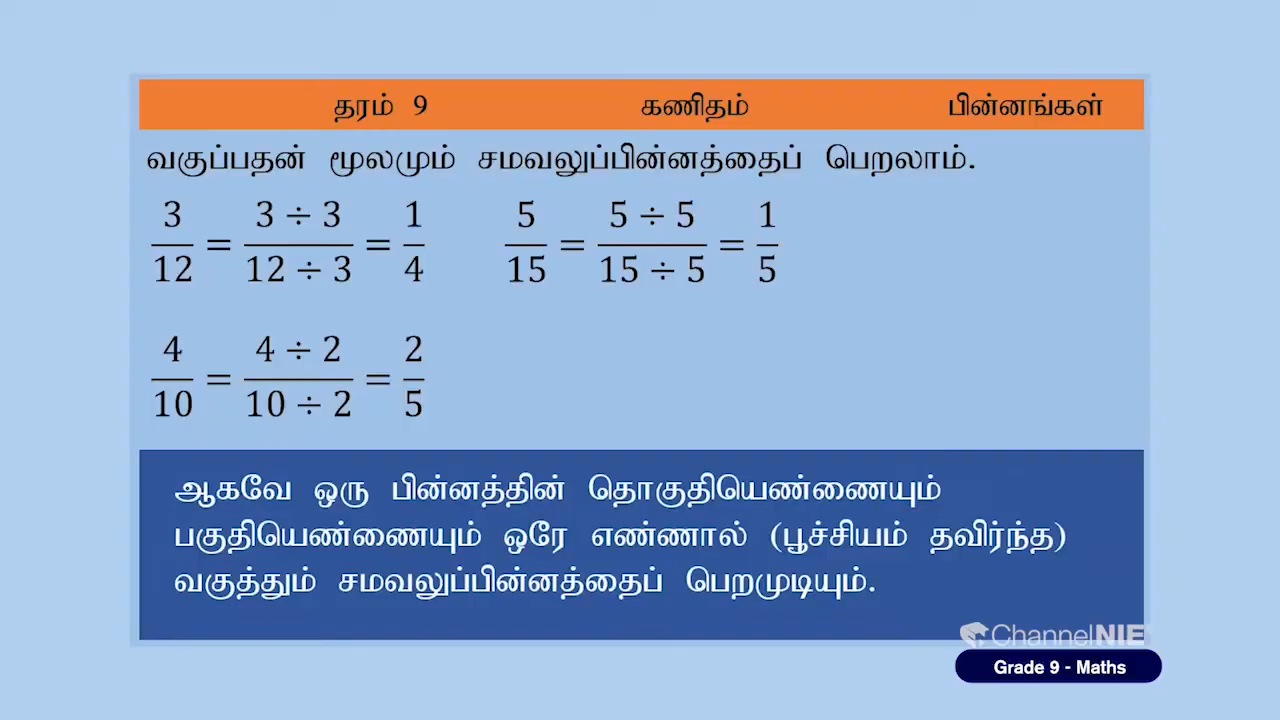 தரம் 9 கணிதம் பின்னங்கள்
வகுப்பதன் மூலமும் சமவலுப்பின்னத்தைப் பெறலாம்.
3/12 = (3 ÷ 3)/(12 ÷ 3) = 1/4 5/15 = (5 ÷ 5)/(15 ÷ 5) = 1/5
4/10 = (4 ÷ 2)/(10 ÷ 2) = 2/5
ஆகவே ஒரு பின்னத்தின் தொகுதியெண்ணையும்
பகுதியெண்ணையும் ஒரே எண்ணால் (பூச்சியம் தவிர்ந்த)
வகுத்தும் சமவலுப்பின்னத்தைப் பெறமுடியும்.
ChannelNIE
Grade 9 - Maths